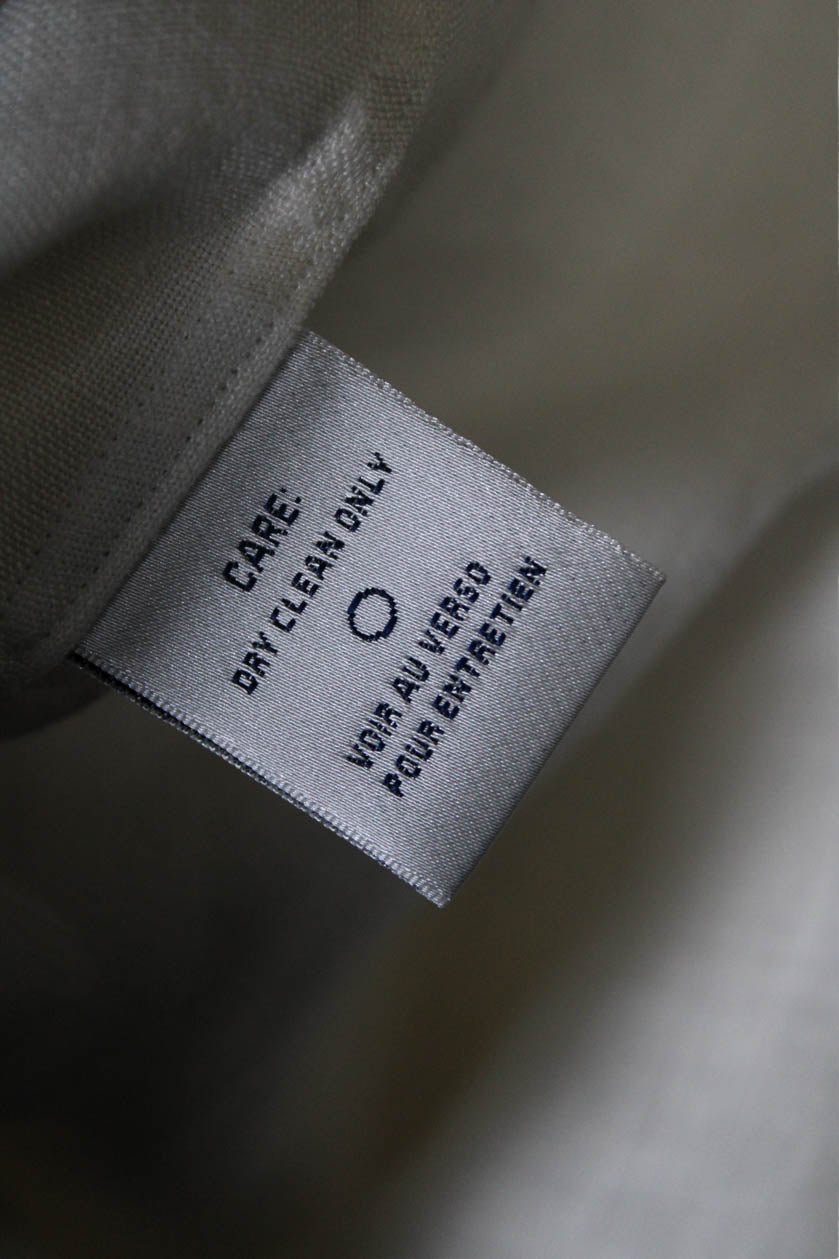 CARE:
DRY CLEAN ONLY
VOIR AU VERSO
POUR ENTRETIEN